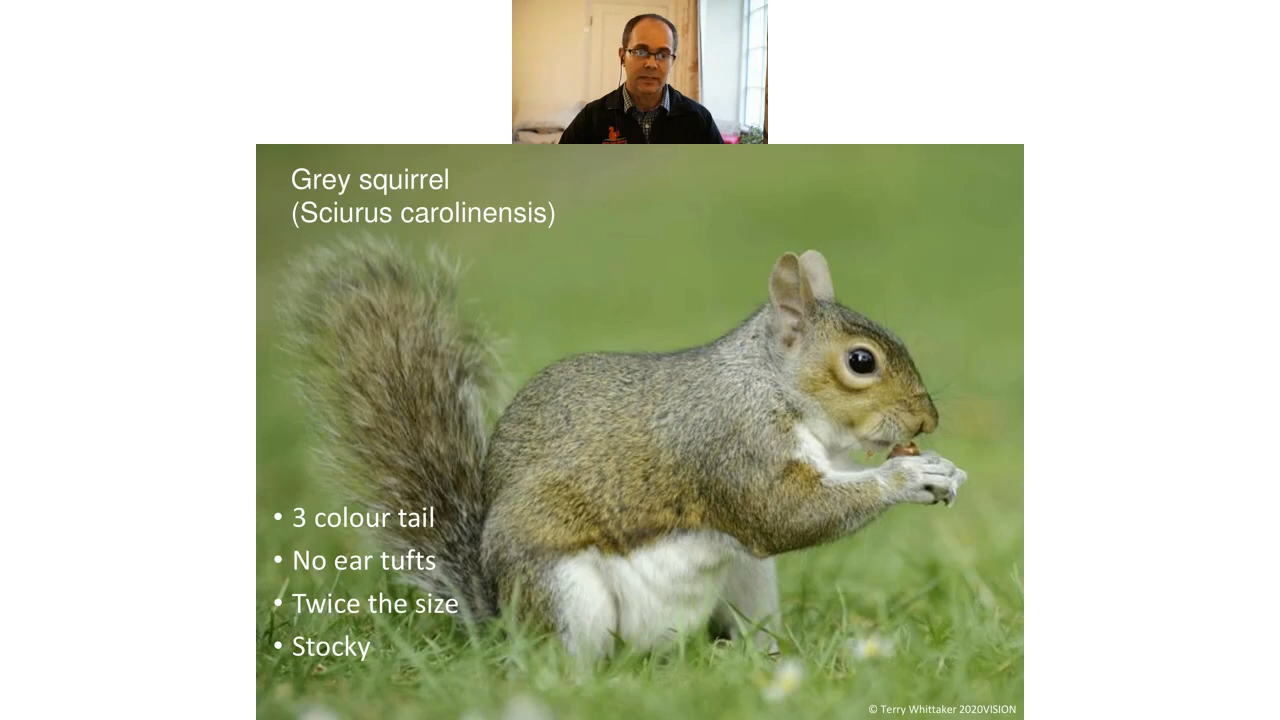 Grey squirrel
(Sciurus carolinensis)
• 3 colour tail
• No ear tufts
• Twice the size
• Stocky
© Terry Whittaker 2020VISION